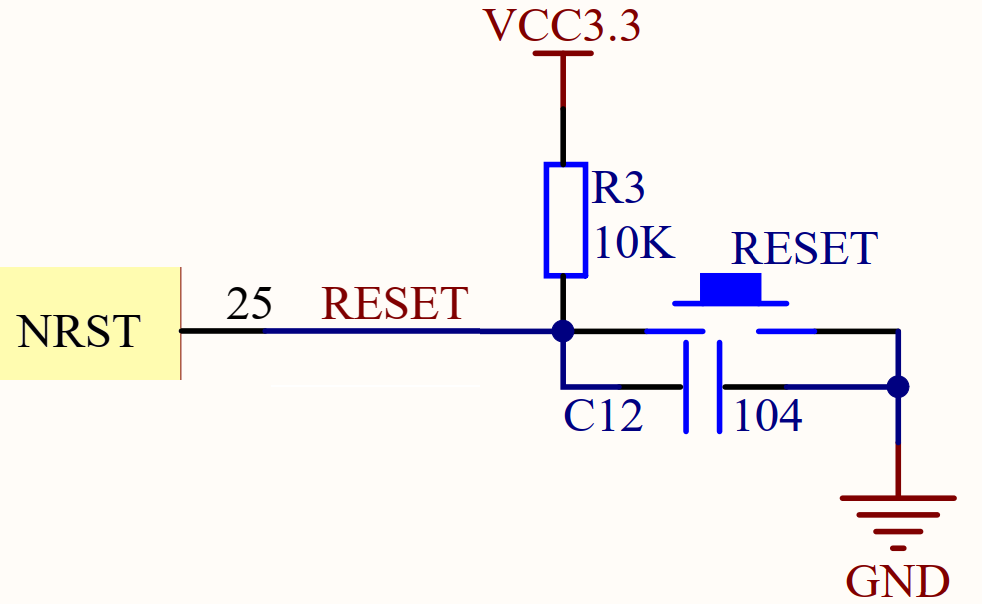 VCC3.3
R3
10K
RESET
25
RESET
NRST
C12
104
GND